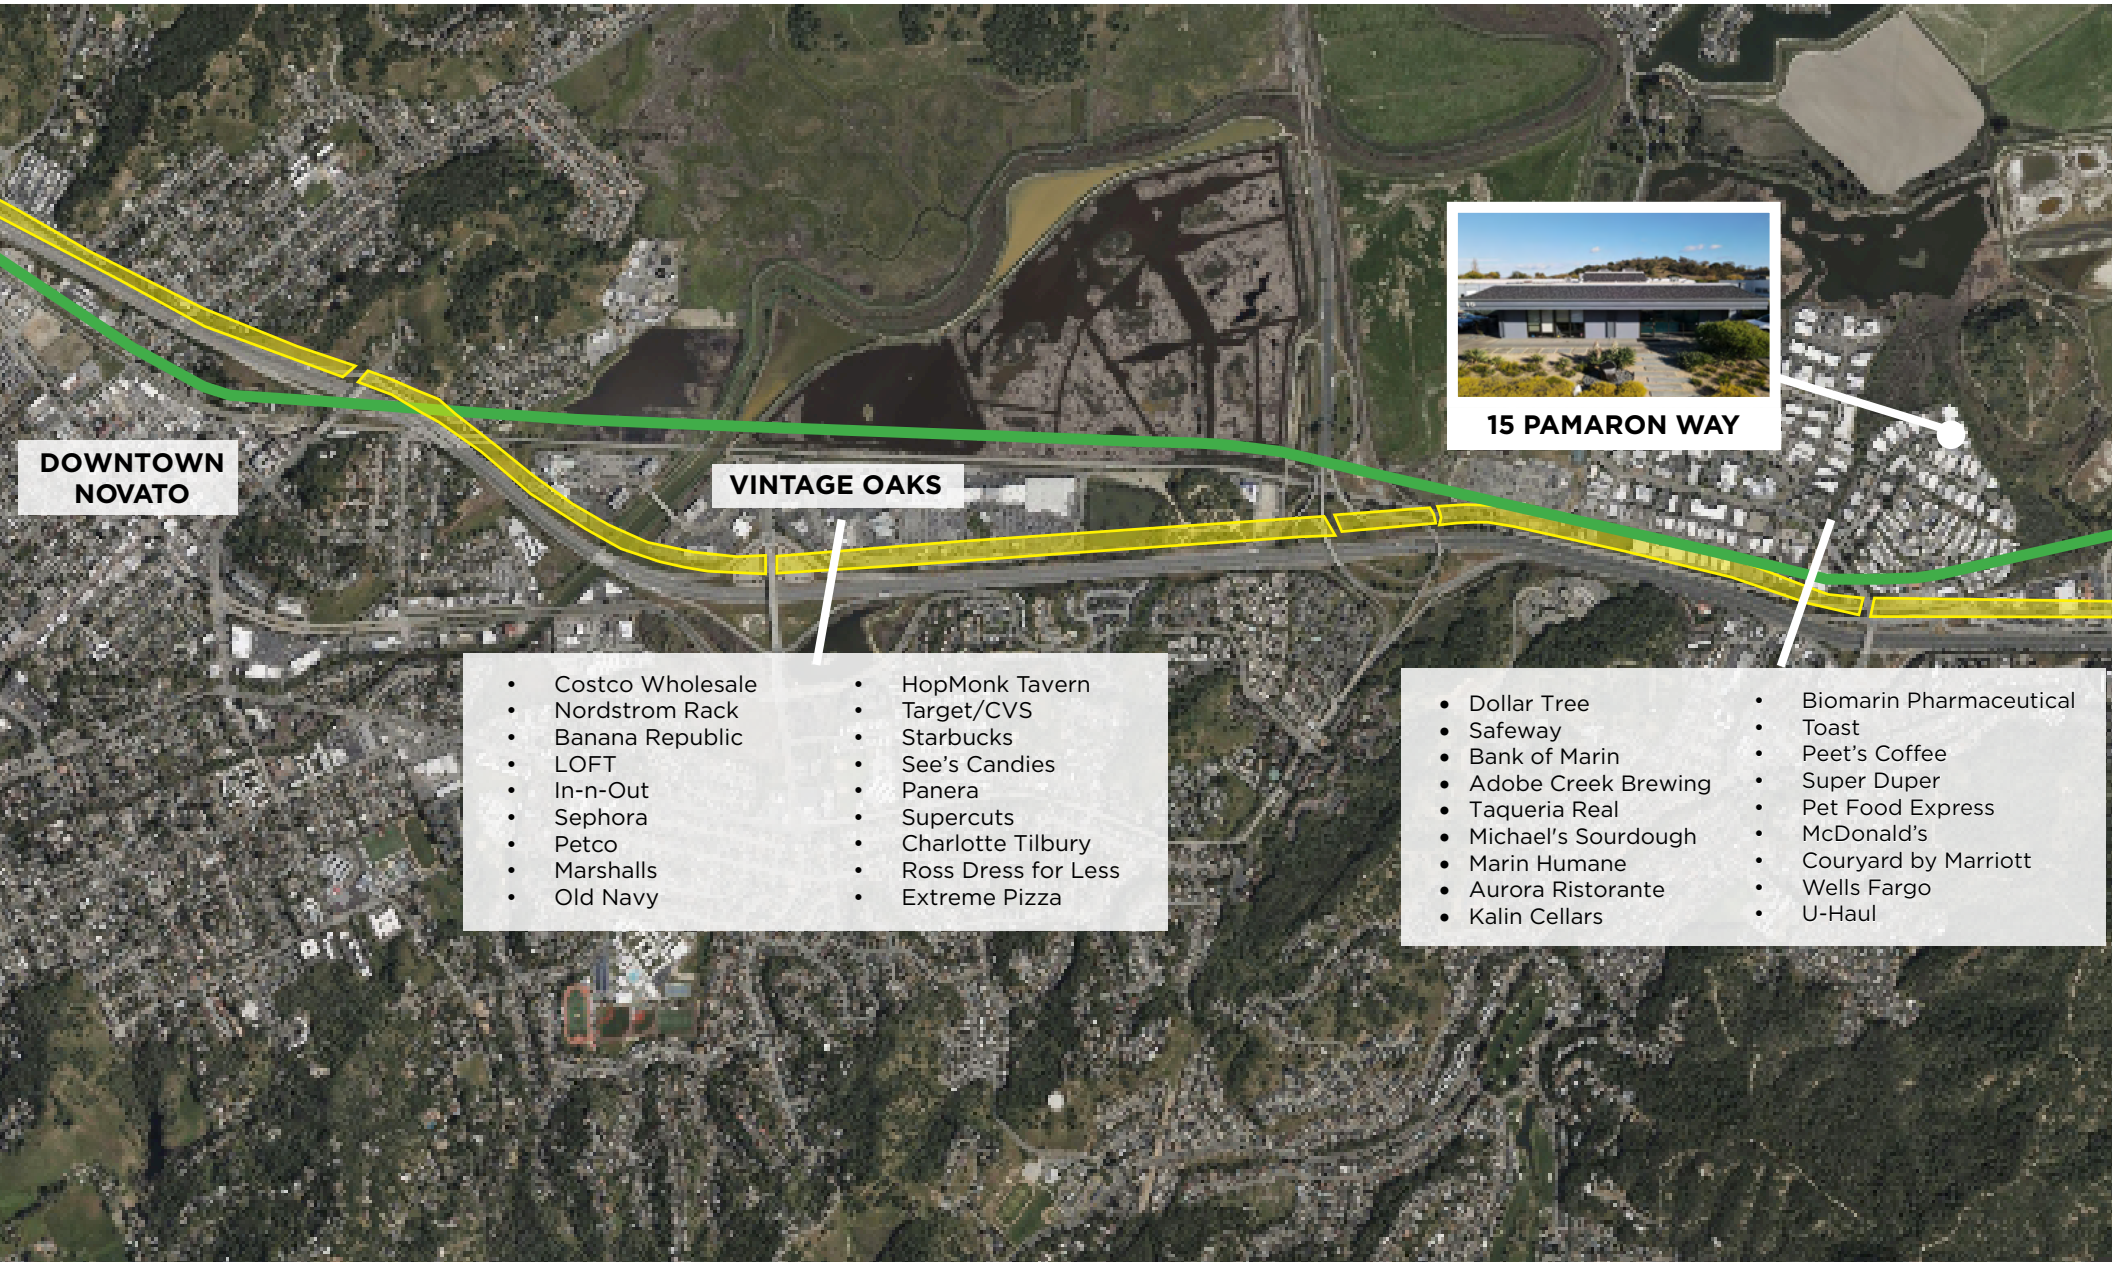 15 PAMARON WAY
DOWNTOWN
NOVATO
VINTAGE OAKS
• Costco Wholesale
• Nordstrom Rack
• Banana Republic
• LOFT
• In-n-Out
• Sephora
• Petco
• Marshalls
• Old Navy
• HopMonk Tavern
• Target/CVS
• Starbucks
• See's Candies
• Panera
• Supercuts
• Charlotte Tilbury
• Ross Dress for Less
• Extreme Pizza
• Dollar Tree
• Safeway
• Bank of Marin
• Adobe Creek Brewing
• Taqueria Real
• Michael's Sourdough
• Marin Humane
• Aurora Ristorante
• Kalin Cellars
• Biomarin Pharmaceutical
• Toast
• Peet's Coffee
• Super Duper
• Pet Food Express
• McDonald's
• Couryard by Marriott
• Wells Fargo
• U-Haul